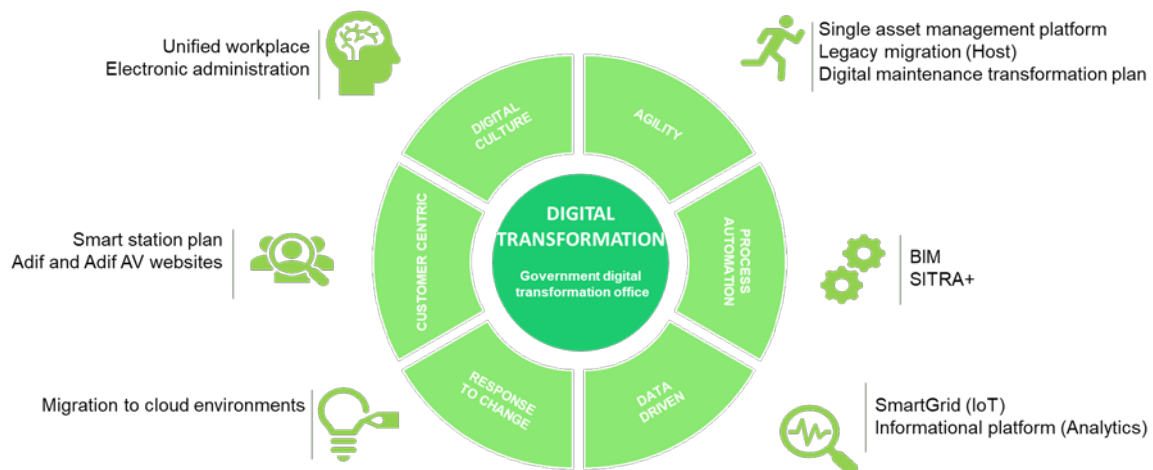 Unified workplace
Electronic administration
Single asset management platform
Legacy migration (Host)
Digital maintenance transformation plan
DIGITAL
CULTURE
AGILITY
CUSTOMER CENTRIC
DIGITAL
TRANSFORMATION
Government digital
transformation office
PROCESS
AUTOMATION
Smart station plan
Adif and Adif AV websites
BIM
SITRA+
RESPONSE
TO CHANGE
DATA
DRIVEN
Migration to cloud environments
SmartGrid (IoT)
Informational platform (Analytics)